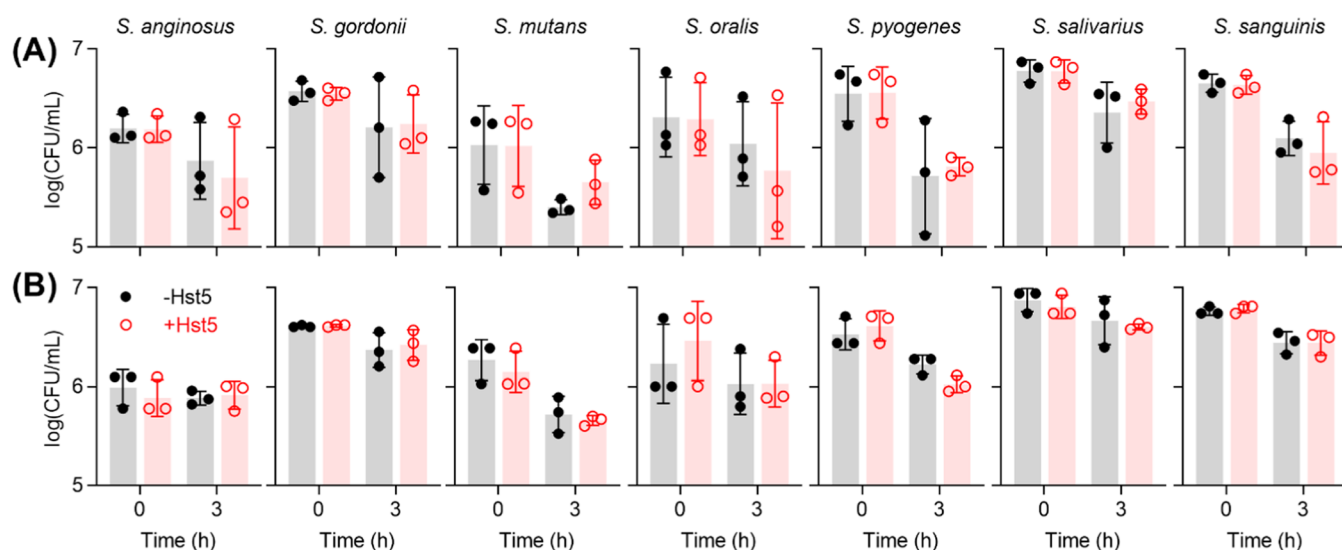 S. anginosus S. gordonii S. mutans S. oralis S. pyogenes S. salivarius S. sanguinis
(A)
7
6
5
log(CFU/mL)
(B)
7
6
5
log(CFU/mL)
-Hst5
+Hst5
0 3 0 3 0 3 0 3 0 3 0 3 0 3
Time (h) Time (h) Time (h) Time (h) Time (h) Time (h) Time (h)